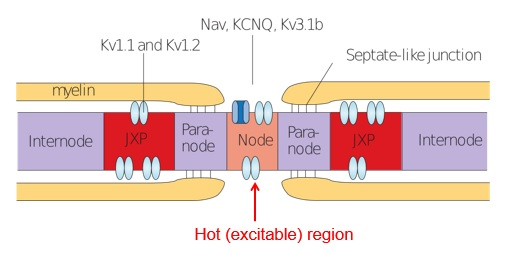 Nav, KCNQ, Kv3.1b
Kv1.1 and Kv1.2
Septate-like junction
myelin
Internode
JXP
Para-
node
Node
Para-
node
JXP
Internode
Hot (excitable) region